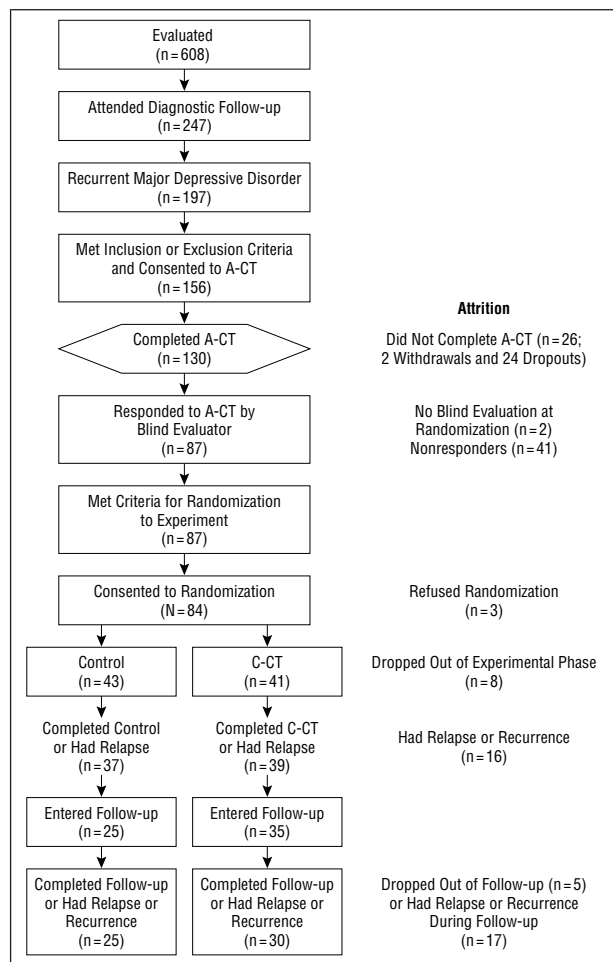 Evaluated
(n=608)
Attended Diagnostic Follow-up
(n=247)
Recurrent Major Depressive Disorder
(n=197)
Met Inclusion or Exclusion Criteria
and Consented to A-CT
(n=156)
Attrition
Completed A-CT
(n=130)
Did Not Complete A-CT (n=26;
2 Withdrawals and 24 Dropouts)
Responded to A-CT by
Blind Evaluator
(n=87)
No Blind Evaluation at
Randomization (n=2)
Nonresponders (n=41)
Met Criteria for Randomization
to Experiment
(n=87)
Consented to Randomization
(N=84)
Refused Randomization
(n=3)
Control
(n=43)
C-CT
(n=41)
Dropped Out of Experimental Phase
(n=8)
Completed Control
or Had Relapse
(n=37)
Completed C-CT
or Had Relapse
(n=39)
Had Relapse or Recurrence
(n=16)
Entered Follow-up
(n=25)
Entered Follow-up
(n=35)
Completed Follow-up
or Had Relapse or
Recurrence
(n=25)
Completed Follow-up
or Had Relapse or
Recurrence
(n=30)
Dropped Out of Follow-up (n=5)
or Had Relapse or Recurrence
During Follow-up
(n=17)